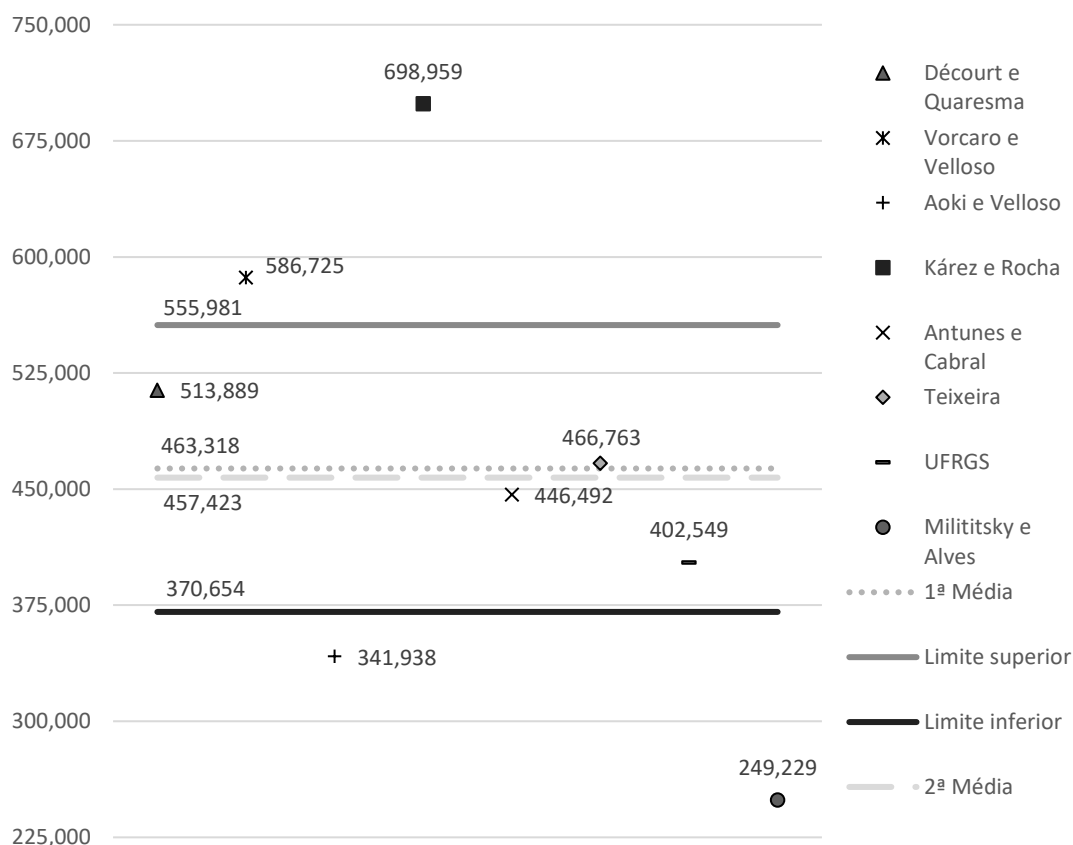 750,000
698,959
675,000
600,000
586,725
555,981
525,000
513,889
463,318
466,763
450,000
457,423
446,492
402,549
370,654
375,000
341,938
300,000
249,229
225,000
Décourt e
Quaresma
Vorcaro e
Velloso
Aoki e Velloso
Kárez e Rocha
Antunes e
Cabral
Teixeira
UFRGS
Milititsky e
Alves
1ª Média
Limite superior
Limite inferior
2ª Média